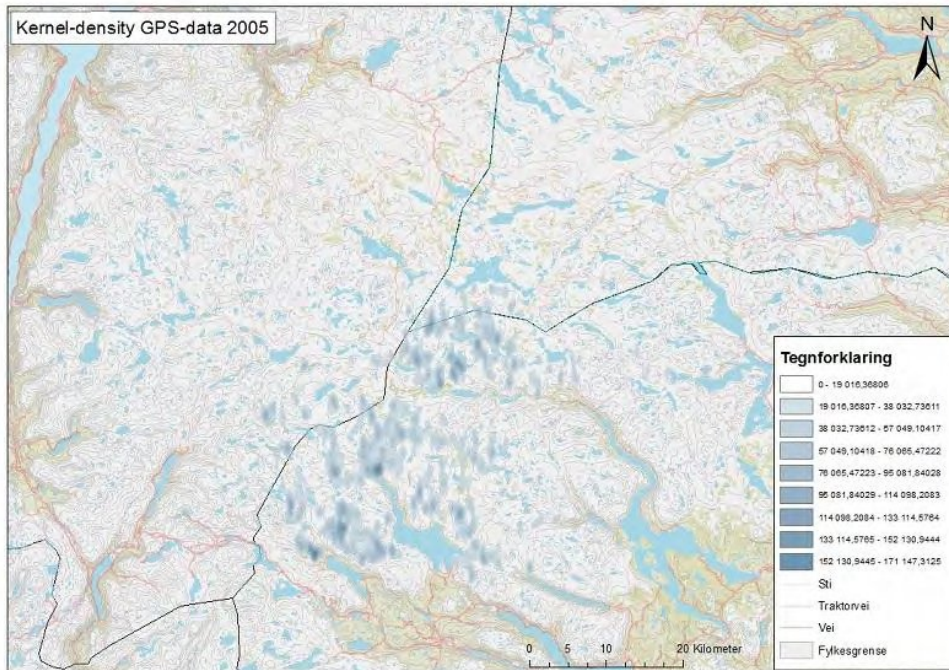 Kernel-density GPS-data 2005
N
Tegnforklaring
0 - 19 016,36806
19 016,36807 - 38 032,73611
38 032,73612 - 57 049,10417
57 049,10418 - 76 065,47222
76 065,47223 - 95 081,84028
95 081,84029 - 114 098,2083
114 098,2084 - 133 114,5764
133 114,5765 - 152 130,9444
152 130,9445 - 171 147,3125
Sti
Traktorvei
Vei
Fylkesgrense
0 5 10 20 Kilometer